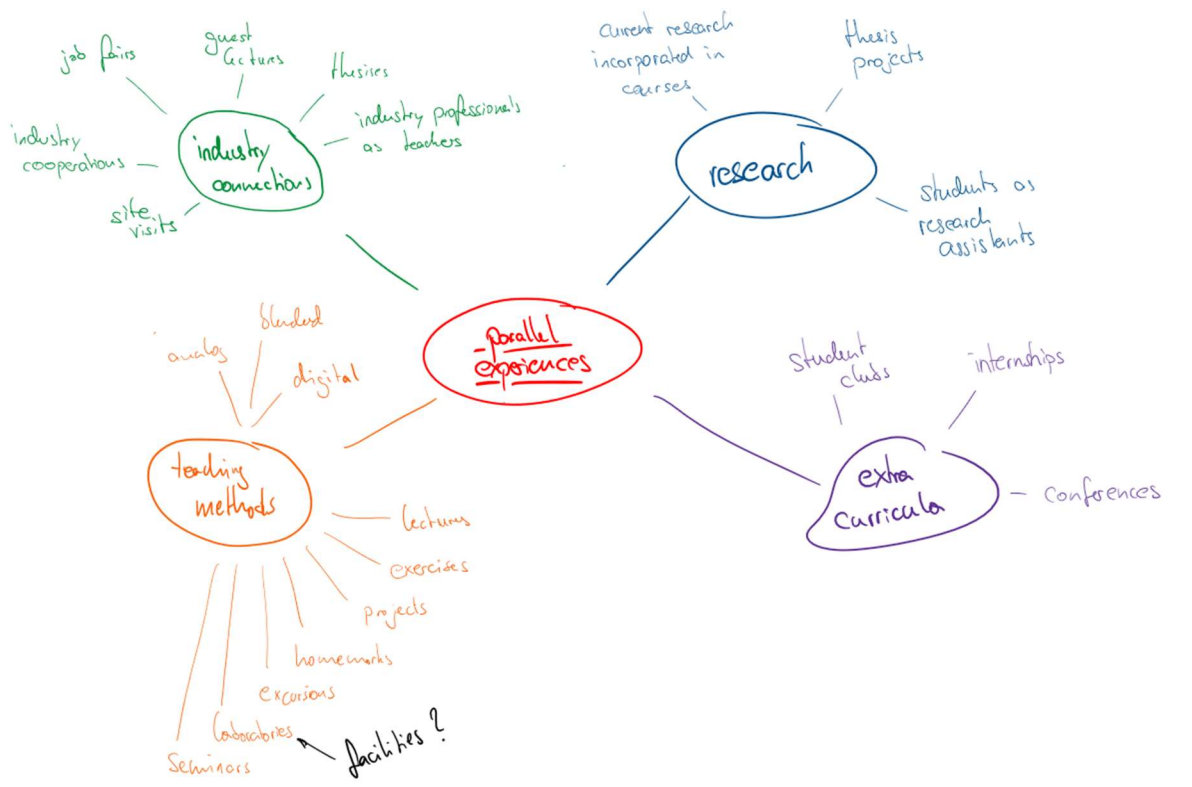 job fairs
guest
lectures
thesises
industry professionals
as teachers
industry
cooperations
industry
connections
site
visits
current research
incorporated in
courses
thesis
projects
research
students as
research
assistants
parallel
experiences
analog
blended
digital
teaching
methods
lectures
exercises
projects
homeworks
excursions
laboratories
seminars
facilities?
student
clubs
internships
extra
curricula
conferences